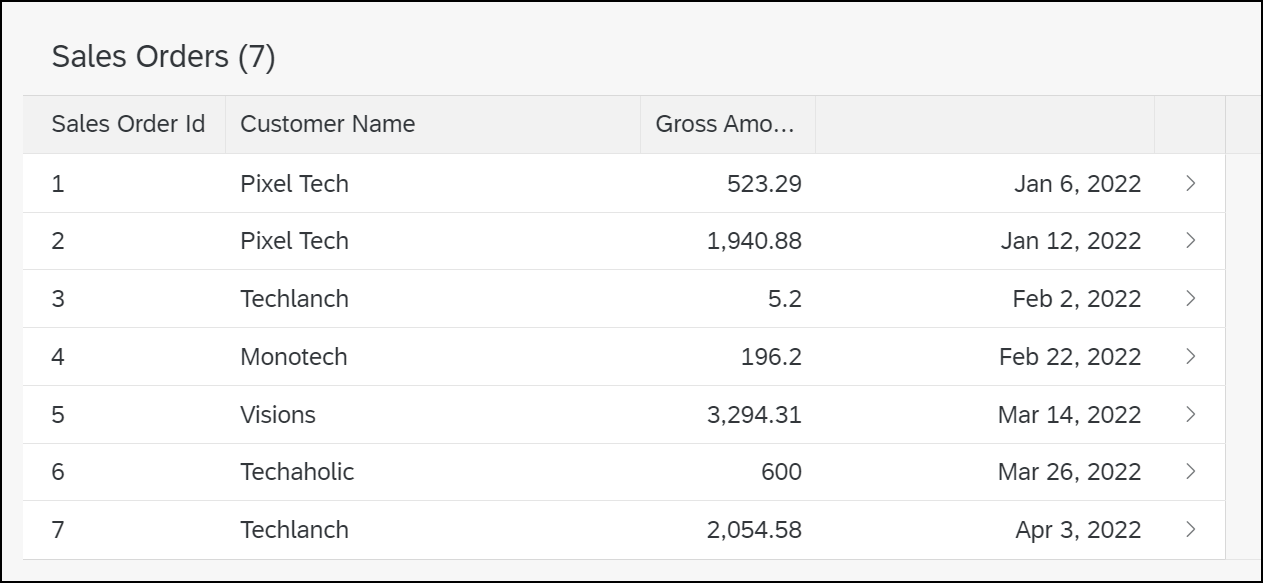 Sales Orders (7)
Sales Order Id Customer Name Gross Amo...
1 Pixel Tech 523.29 Jan 6, 2022
2 Pixel Tech 1,940.88 Jan 12, 2022
3 Techlanch 5.2 Feb 2, 2022
4 Monotech 196.2 Feb 22, 2022
5 Visions 3,294.31 Mar 14, 2022
6 Techaholic 600 Mar 26, 2022
7 Techlanch 2,054.58 Apr 3, 2022